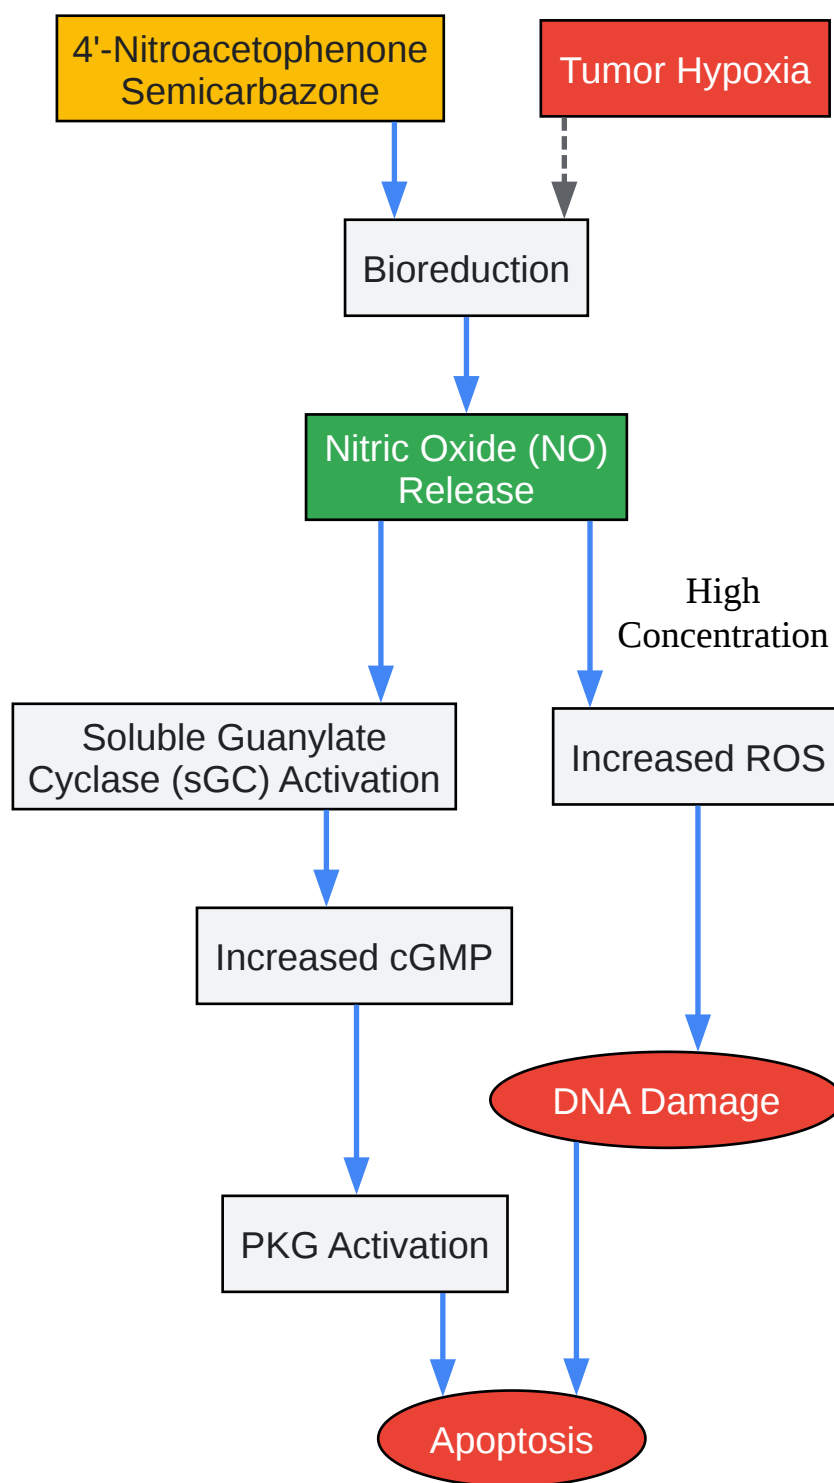 4'-Nitroacetophenone
Semicarbazone
Tumor Hypoxia
Bioreduction
Nitric Oxide (NO)
Release
High
Concentration
Soluble Guanylate
Cyclase (sGC) Activation
Increased ROS
Increased cGMP
DNA Damage
PKG Activation
Apoptosis